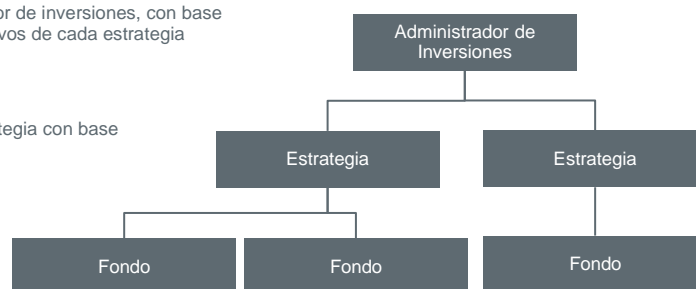 or de inversiones, con base
vos de cada estrategia
Administrador de
Inversiones
tegia con base
Estrategia
Estrategia
Fondo
Fondo
Fondo